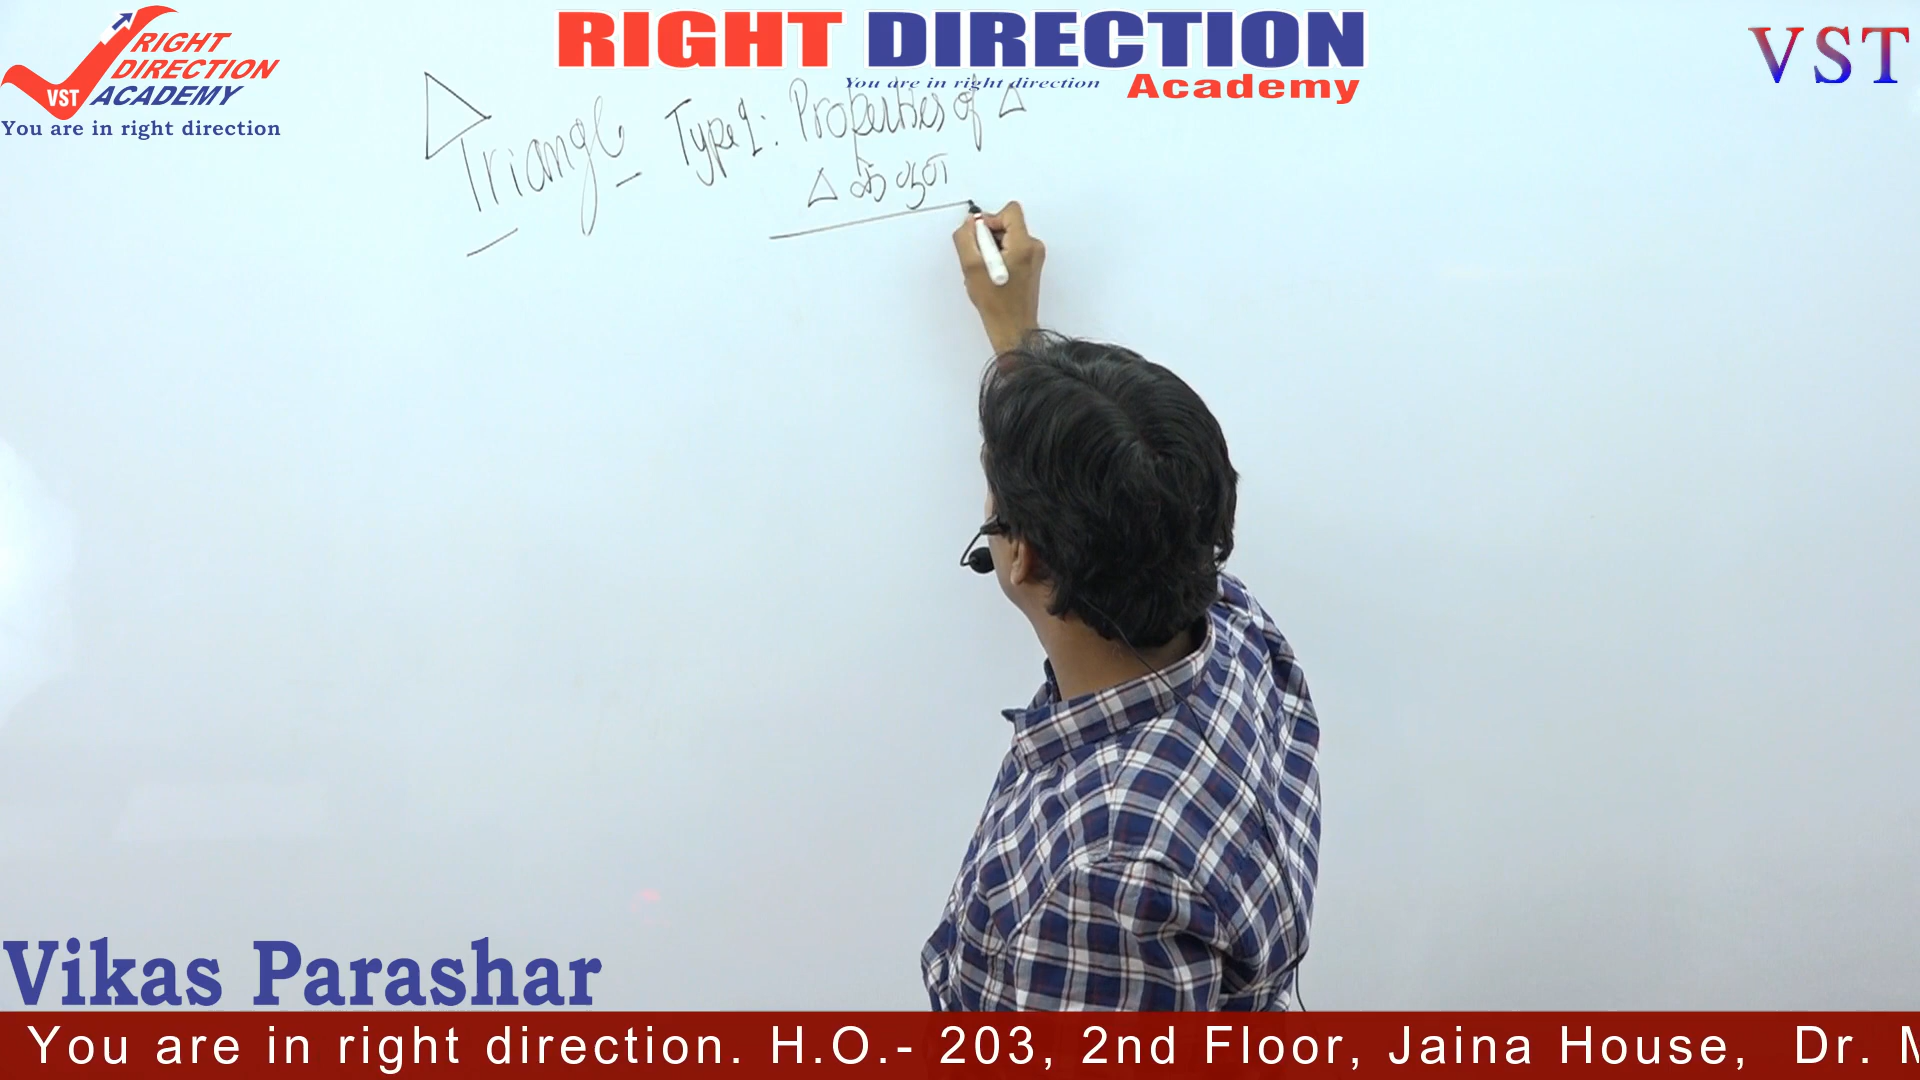 RIGHT
DIRECTION
VST ACADEMY
You are in right direction
RIGHT DIRECTION
You are in right direction
Academy
VST
Triangle Type 1: Properties of Δ
Δ के गुण
Vikas Parashar
You are in right direction. H.O.- 203, 2nd Floor, Jaina House, Dr. M